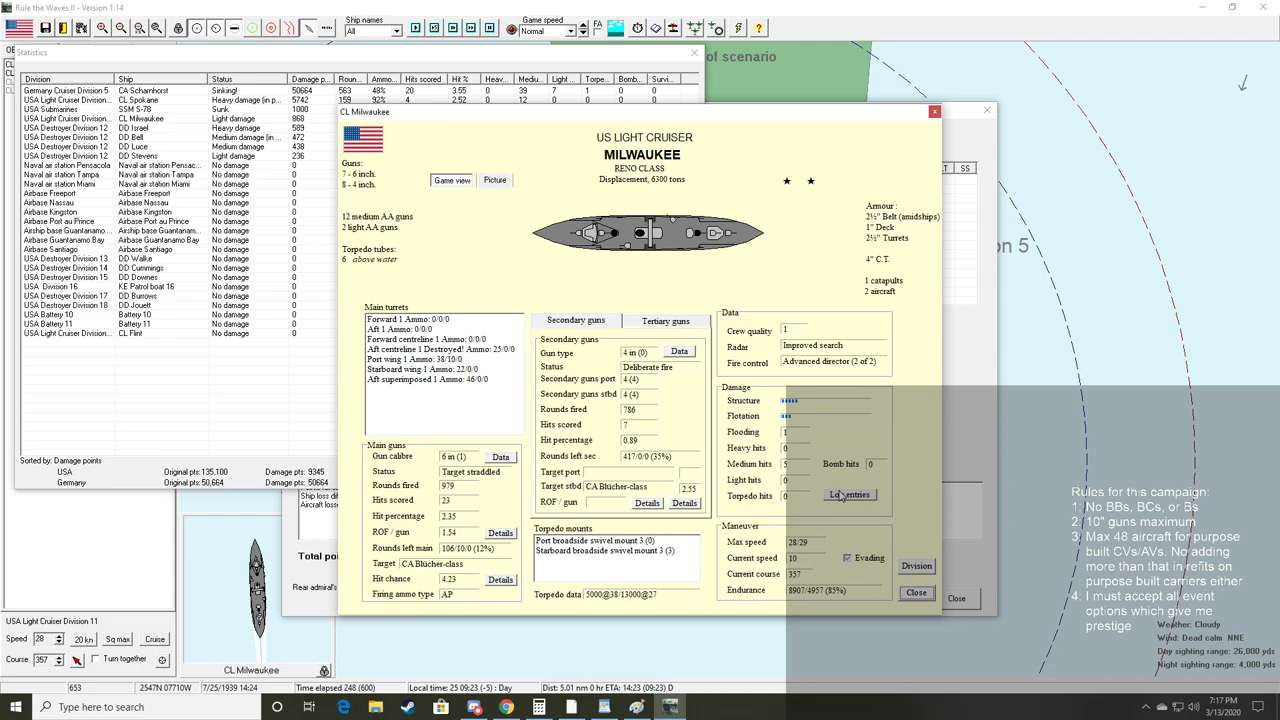 Rule the Waves II - Version 1.14
Ship names
All
Game speed
Normal
FA
Statistics
of scenario
Division Ship Status Damage p... Roun... Ammo... Hits scored Hit % Heav... Mediu... Light ... Torpe... Bomb... Survi...
Germany Cruiser Division 5 CA Scharnhorst Sinking! 50664 563 48% 20 3.55 0 39 7 1 0 0
USA Light Cruiser Division... CL Spokane Heavy damage (in p... 5742 159 92% 4 2.52 0
USA Submarines SSM S-78 Sunk 1000
USA Light Cruiser Division... CL Milwaukee Light damage 868
USA Destroyer Division 12 DD Israel Heavy damage 589
USA Destroyer Division 12 DD Bell Medium damage (in ... 472
USA Destroyer Division 12 DD Luce Medium damage 438
USA Destroyer Division 12 DD Stevens Light damage 236
Naval air station Pensacola Naval air station Pensac... No damage 0
Naval air station Tampa Naval air station Tampa No damage 0
Naval air station Miami Naval air station Miami No damage 0
Airbase Freeport Airbase Freeport No damage 0
Airbase Nassau Airbase Nassau No damage 0
Airbase Kingston Airbase Kingston No damage 0
Airbase Port au Prince Airbase Port au Prince No damage 0
Airship base Guantanamo... Airship base Guantanam... No damage 0
Airbase Guantanamo Bay Airbase Guantanamo Bay No damage 0
Airbase Santiago Airbase Santiago No damage 0
USA Destroyer Division 13 DD Walke No damage 0
USA Destroyer Division 14 DD Cummings No damage 0
USA Destroyer Division 15 DD Downes No damage 0
USA Division 16 KE Patrol boat 16 No damage 0
USA Destroyer Division 17 DD Burrows No damage 0
USA Destroyer Division 18 DD Jouett No damage 0
USA Battery 10 USA Battery 10 No damage 0
USA Battery 11 USA Battery 11 No damage 0
USA Light Cruiser Division... CL Flint No damage 0
Sorted by: Damage points
USA Original pts: 135,100 Damage pts: 9345
Germany Original pts: 50,664 Damage pts: 50664
CL Milwaukee
US LIGHT CRUISER
MILWAUKEE
RENO CLASS
Displacement, 6300 tons
Guns:
7 - 6 inch.
8 - 4 inch.
Game view Picture
12 medium AA guns
2 light AA guns
Torpedo tubes:
6 above water
Armour :
2½" Belt (amidships)
1" Deck
2½" Turrets
4" C.T.
1 catapults
2 aircraft
Main turrets
Forward 1 Ammo: 0/0/0
Aft 1 Ammo: 0/0/0
Forward centreline 1 Ammo: 0/0/0
Aft centreline 1 Destroyed! Ammo: 25/0/0
Port wing 1 Ammo: 38/10/0
Starboard wing 1 Ammo: 22/0/0
Aft superimposed 1 Ammo: 46/0/0
Main guns
Gun calibre 6 in (1) Data
Status Target straddled
Rounds fired 979
Hits scored 23
Hit percentage 2.35
ROF / gun 1.54 Details
Rounds left main 106/10/0 (12%)
Target CA Blücher-class
Hit chance 4.23 Details
Firing ammo type AP
Secondary guns Tertiary guns
Secondary guns
Gun type 4 in (0) Data
Status Deliberate fire
Secondary guns port 4 (4)
Secondary guns stbd 4 (4)
Rounds fired 786
Hits scored 7
Hit percentage 0.89
Rounds left sec 417/0/0 (35%)
Target port
Target stbd CA Blücher-class 2.55
ROF / gun Details Details
Torpedo mounts
Port broadside swivel mount 3 (0)
Starboard broadside swivel mount 3 (3)
Torpedo data 5000@38/13000@27
Data
Crew quality 1
Radar Improved search
Fire control Advanced director (2 of 2)
Damage
Structure
Flotation
Flooding 1
Heavy hits 0
Medium hits 5 Bomb hits 0
Light hits 0
Torpedo hits 0
Maneuver
Max speed 28/29
Current speed 10 Evading
Current course 357
Endurance 8907/4957 (85%)
Division
Close
Close
LT SS
on 5
Ship loss
Aircraft loss
Total po
Rear admiral's
USA Light Cruiser Division 11
Speed 28 20 kn Sq max Cruise
Course 357 Turn together
CL Milwaukee
Rules for this campaign:
1: No BBs, BCs, or Bs
2: 10" guns maximum
3: Max 48 aircraft for purpose
built CVs/AVs. No adding
more than that in refits on
purpose built carriers either
4: I must accept all event
options which give me
prestige
Weather: Cloudy
Wind: Dead calm NNE
Day sighting range: 26,000 yds
Night sighting range: 4,000 yds
653 2547N 07710W 7/25/1939 14:24 Time elapsed 248 (600) Local time: 25 09:23 (-5) : Day Dist: 5.01 nm 0 hr ETA: 14:23 (09:23) D
Type here to search
7:17 PM
3/13/2020